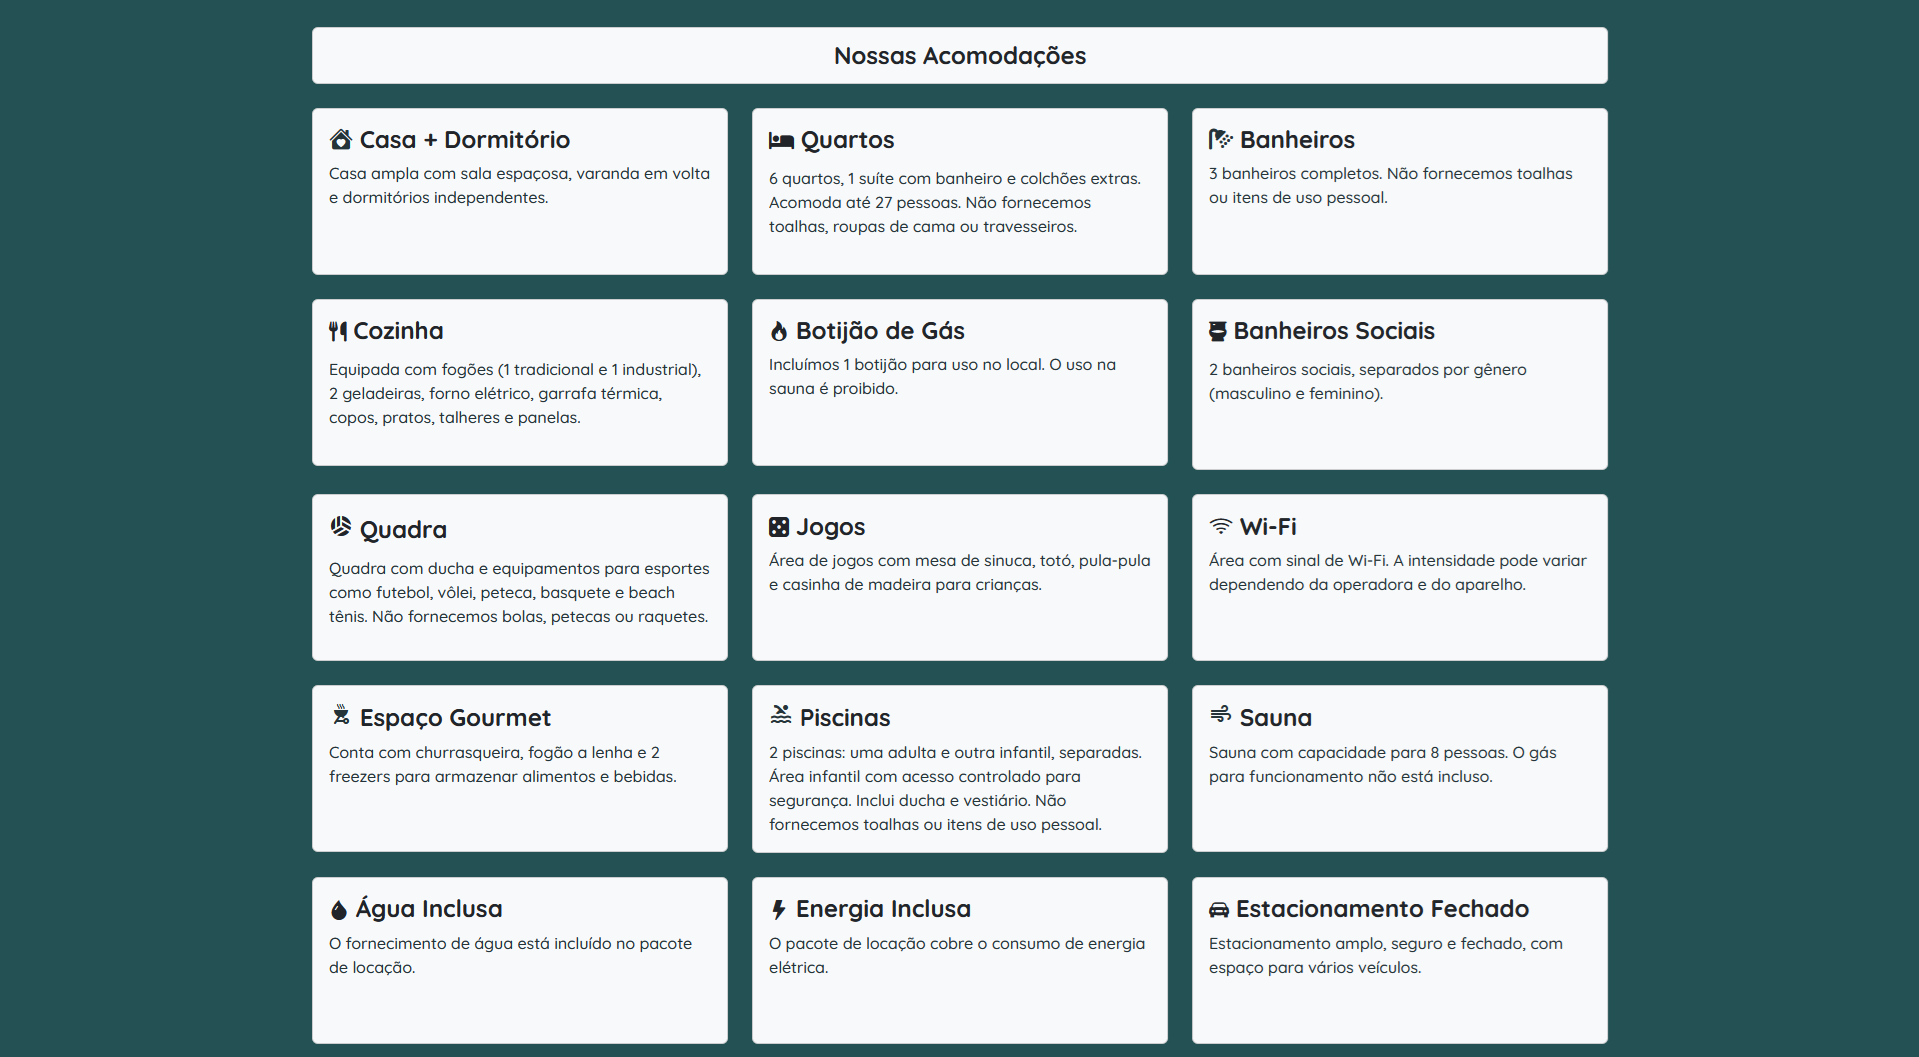 Nossas Acomodações
Casa + Dormitório
Casa ampla com sala espaçosa, varanda em volta
e dormitórios independentes.
Quartos
6 quartos, 1 suíte com banheiro e colchões extras.
Acomoda até 27 pessoas. Não fornecemos
toalhas, roupas de cama ou travesseiros.
Banheiros
3 banheiros completos. Não fornecemos toalhas
ou itens de uso pessoal.
Cozinha
Equipada com fogões (1 tradicional e 1 industrial),
2 geladeiras, forno elétrico, garrafa térmica,
copos, pratos, talheres e panelas.
Botijão de Gás
Incluímos 1 botijão para uso no local. O uso na
sauna é proibido.
Banheiros Sociais
2 banheiros sociais, separados por gênero
(masculino e feminino).
Quadra
Quadra com ducha e equipamentos para esportes
como futebol, vôlei, peteca, basquete e beach
tênis. Não fornecemos bolas, petecas ou raquetes.
Jogos
Área de jogos com mesa de sinuca, totó, pula-pula
e casinha de madeira para crianças.
Wi-Fi
Área com sinal de Wi-Fi. A intensidade pode variar
dependendo da operadora e do aparelho.
Espaço Gourmet
Conta com churrasqueira, fogão a lenha e 2
freezers para armazenar alimentos e bebidas.
Piscinas
2 piscinas: uma adulta e outra infantil, separadas.
Área infantil com acesso controlado para
segurança. Inclui ducha e vestiário. Não
fornecemos toalhas ou itens de uso pessoal.
Sauna
Sauna com capacidade para 8 pessoas. O gás
para funcionamento não está incluso.
Água Inclusa
O fornecimento de água está incluído no pacote
de locação.
Energia Inclusa
O pacote de locação cobre o consumo de energia
elétrica.
Estacionamento Fechado
Estacionamento amplo, seguro e fechado, com
espaço para vários veículos.